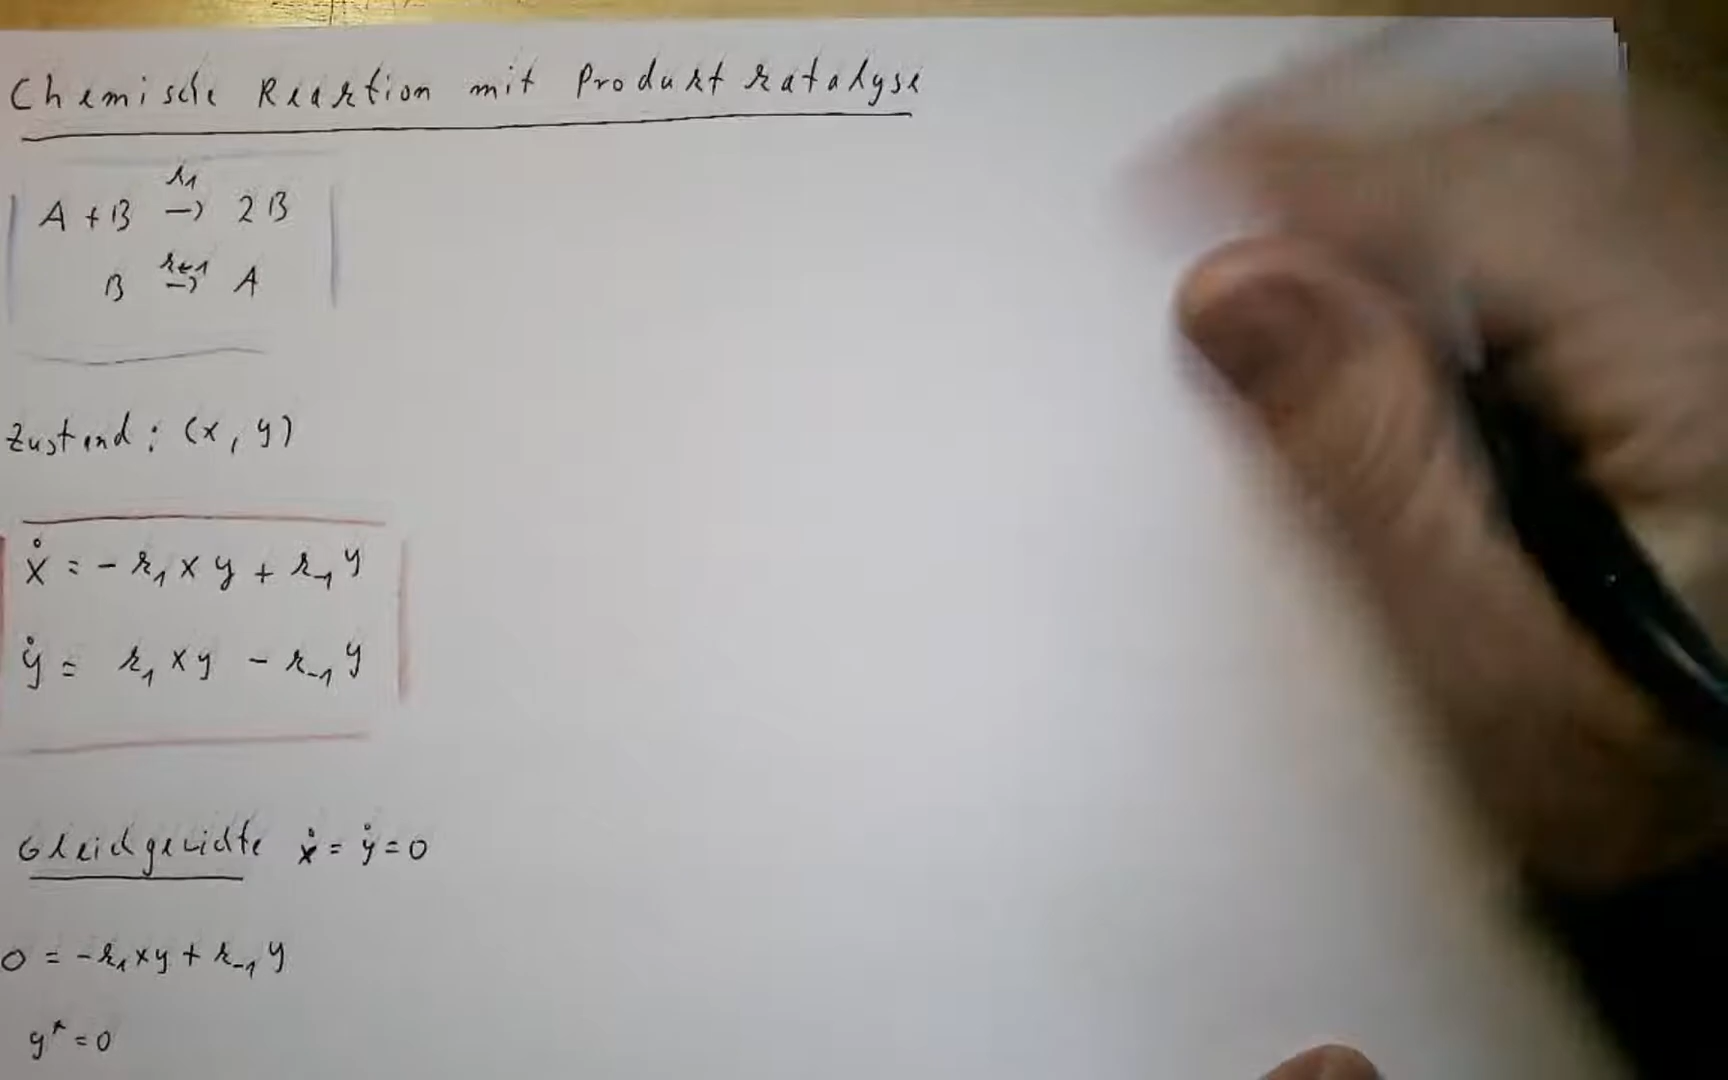 Chemische Reaktion mit Produktkatalyse
k₁
A + B → 2B
k₋₁
B → A
Zustand: (x, y)
ẋ = - k₁ x y + k₋₁ y
ẏ = k₁ x y - k₋₁ y
Gleichgewichte ẋ = ẏ = 0
0 = - k₁ x y + k₋₁ y
y* = 0